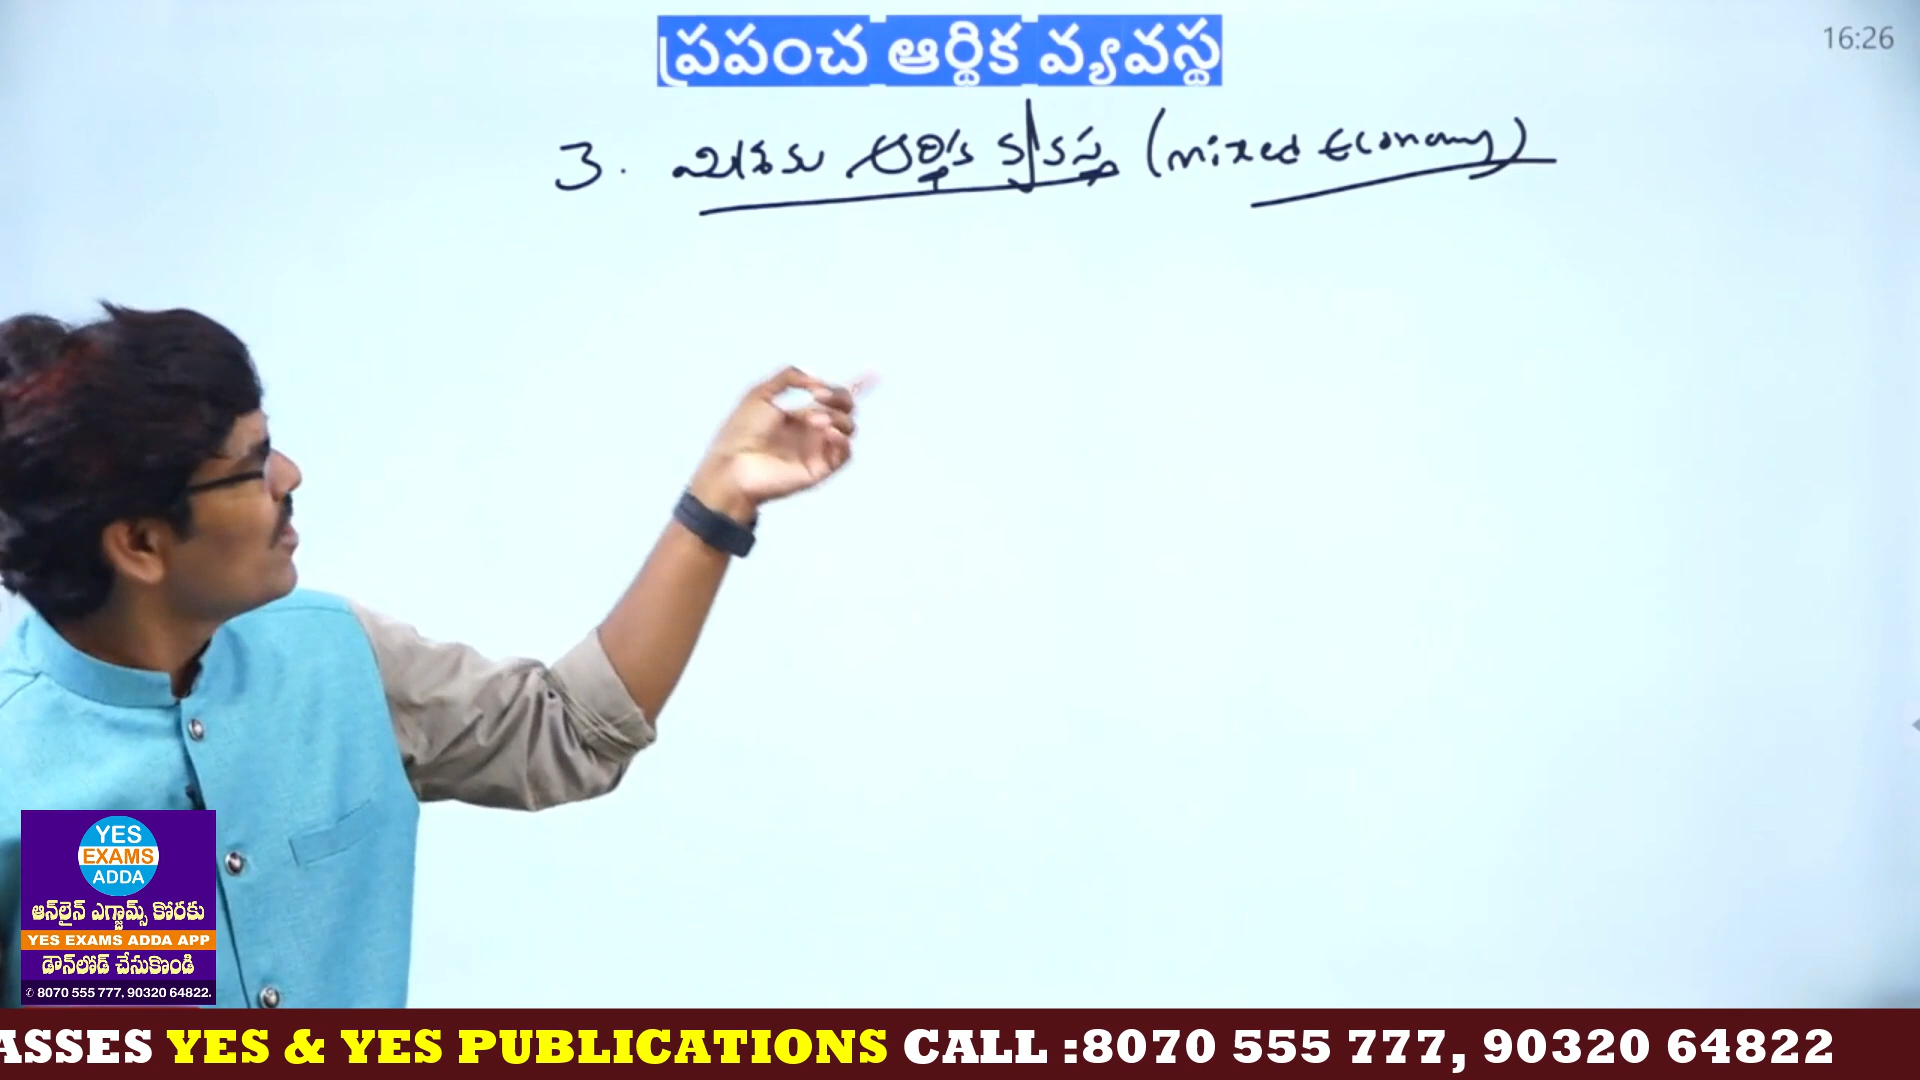 ప్రపంచ ఆర్థిక వ్యవస్థ
16:26
3. మిశ్రమ ఆర్థిక వ్యవస్థ (mixed Economy)
YES
EXAMS
ADDA
ఆన్‌లైన్ ఎగ్జామ్స్ కొరకు
YES EXAMS ADDA APP
డౌన్‌లోడ్ చేసుకొండి
✆ 8070 555 777, 90320 64822.
ASSES YES & YES PUBLICATIONS CALL :8070 555 777, 90320 64822